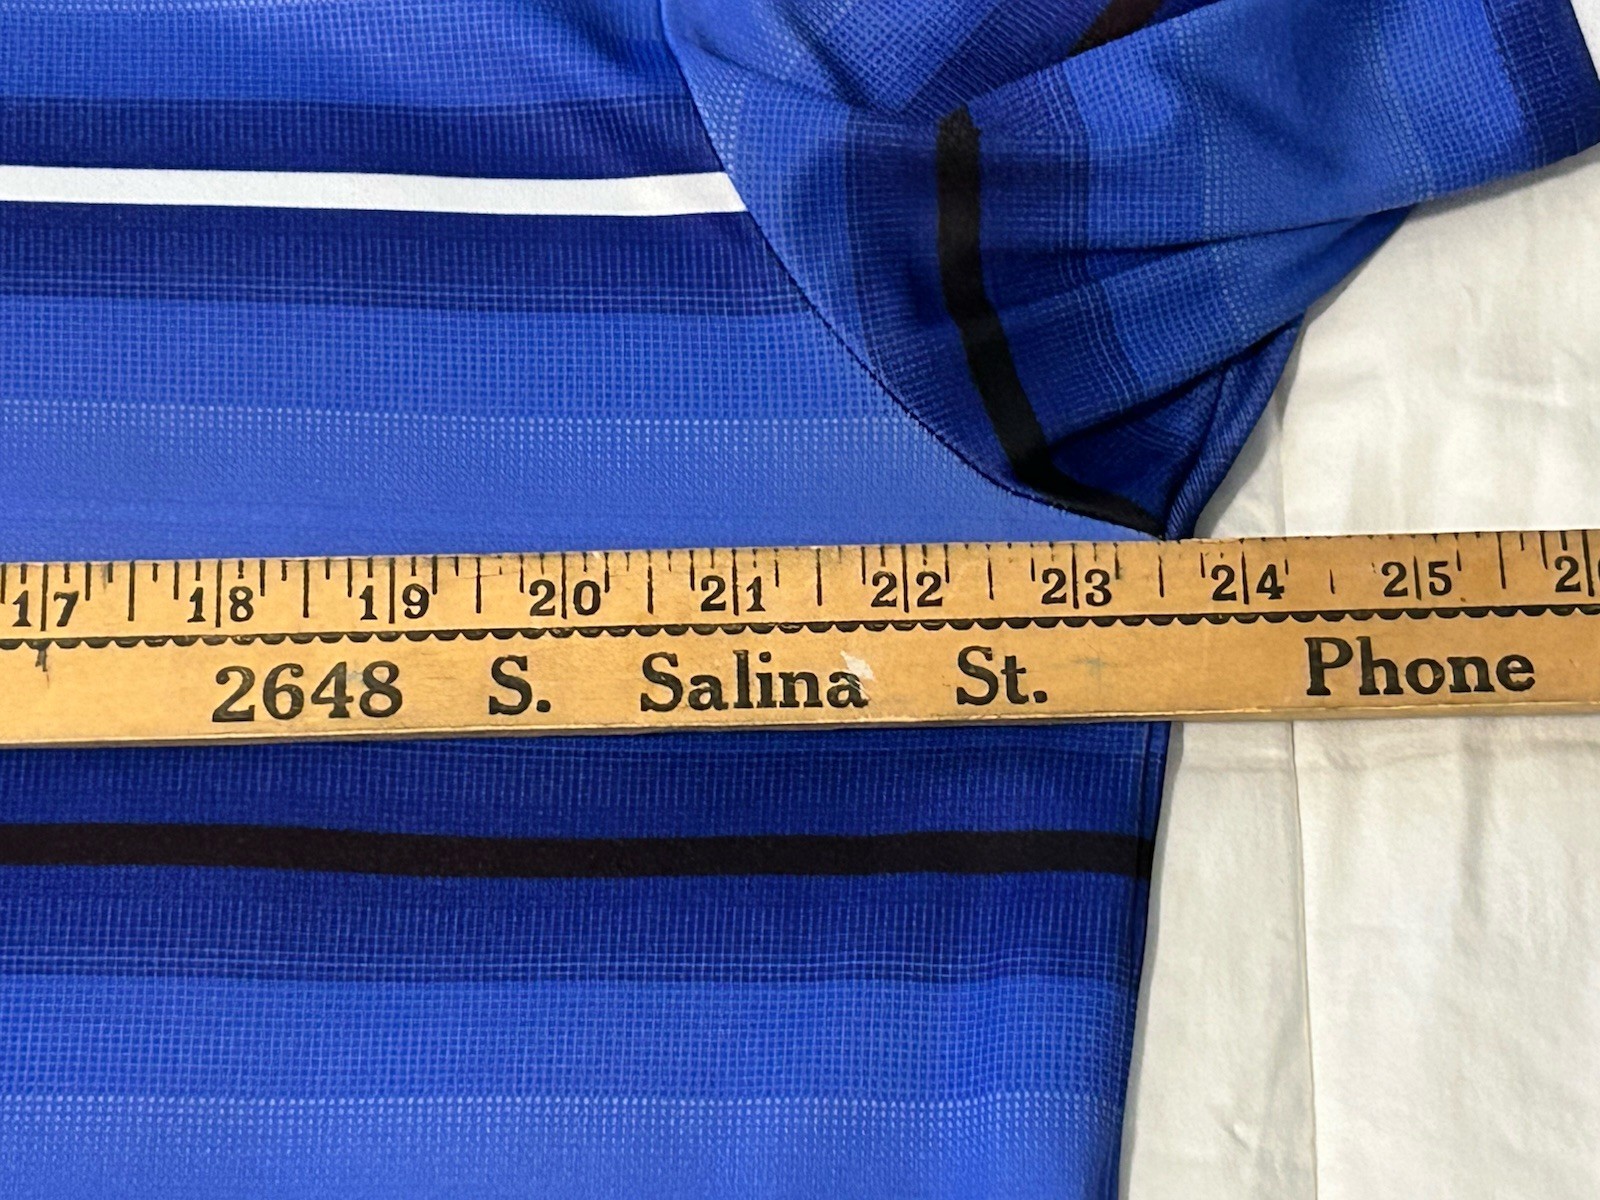 17 18 19 20 21 22 23 24 25
2648 S. Salina St. Phone